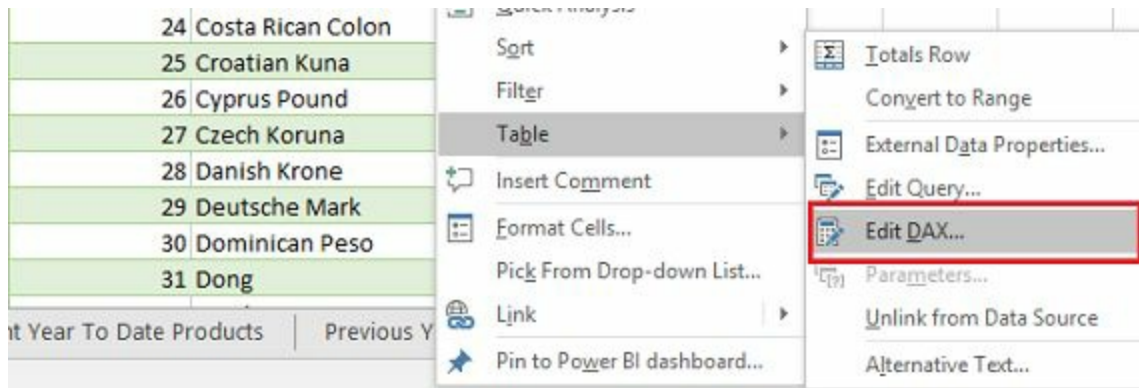 24 Costa Rican Colon
25 Croatian Kuna
26 Cyprus Pound
27 Czech Koruna
28 Danish Krone
29 Deutsche Mark
30 Dominican Peso
31 Dong
nt Year To Date Products
Previous Y
Quick Analysis
Sort
Filter
Table
Insert Comment
Format Cells...
Pick From Drop-down List...
Link
Pin to Power BI dashboard...
Totals Row
Convert to Range
External Data Properties...
Edit Query...
Edit DAX...
Parameters...
Unlink from Data Source
Alternative Text...